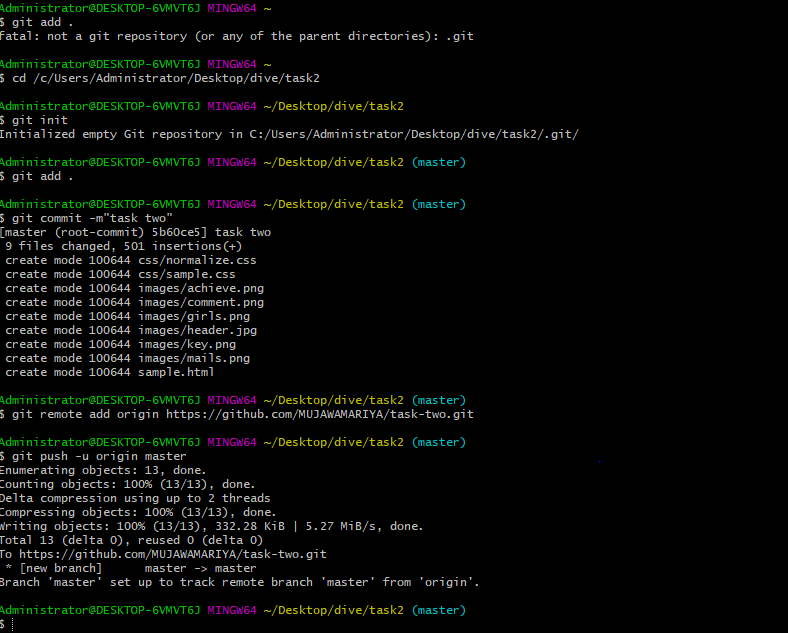 Administrator@DESKTOP-6VMVT6J MINGW64 ~
$ git add .
fatal: not a git repository (or any of the parent directories): .git
Administrator@DESKTOP-6VMVT6J MINGW64 ~
$ cd /c/Users/Administrator/Desktop/dive/task2
Administrator@DESKTOP-6VMVT6J MINGW64 ~/Desktop/dive/task2
$ git init
Initialized empty Git repository in C:/Users/Administrator/Desktop/dive/task2/.git/
Administrator@DESKTOP-6VMVT6J MINGW64 ~/Desktop/dive/task2 (master)
$ git add .
Administrator@DESKTOP-6VMVT6J MINGW64 ~/Desktop/dive/task2 (master)
$ git commit -m"task two"
[master (root-commit) 5b60ce5] task two
 9 files changed, 501 insertions(+)
 create mode 100644 css/normalize.css
 create mode 100644 css/sample.css
 create mode 100644 images/achieve.png
 create mode 100644 images/comment.png
 create mode 100644 images/girls.png
 create mode 100644 images/header.jpg
 create mode 100644 images/key.png
 create mode 100644 images/mails.png
 create mode 100644 sample.html
Administrator@DESKTOP-6VMVT6J MINGW64 ~/Desktop/dive/task2 (master)
$ git remote add origin https://github.com/MUJAWAMARIYA/task-two.git
Administrator@DESKTOP-6VMVT6J MINGW64 ~/Desktop/dive/task2 (master)
$ git push -u origin master
Enumerating objects: 13, done.
Counting objects: 100% (13/13), done.
Delta compression using up to 2 threads
Compressing objects: 100% (13/13), done.
Writing objects: 100% (13/13), 332.28 KiB | 5.27 MiB/s, done.
Total 13 (delta 0), reused 0 (delta 0)
To https://github.com/MUJAWAMARIYA/task-two.git
 * [new branch]      master -> master
Branch 'master' set up to track remote branch 'master' from 'origin'.
Administrator@DESKTOP-6VMVT6J MINGW64 ~/Desktop/dive/task2 (master)
$